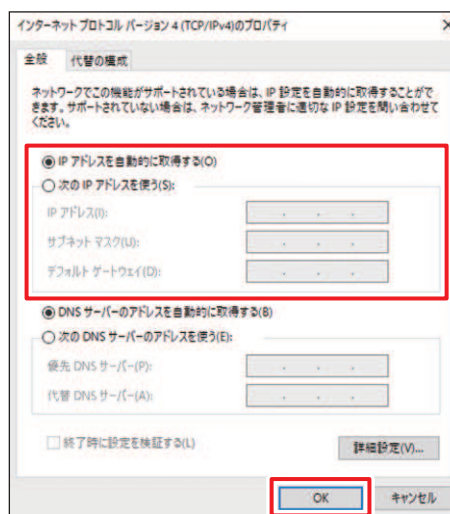 インターネット プロトコル バージョン 4 (TCP/IPv4)のプロパティ
全般 代替の構成
ネットワークでこの機能がサポートされている場合は、IP 設定を自動的に取得することがで
きます。サポートされていない場合は、ネットワーク管理者に適切な IP 設定を問い合わせて
ください。
IP アドレスを自動的に取得する(O)
次の IP アドレスを使う(S):
IP アドレス(I):
サブネット マスク(U):
デフォルト ゲートウェイ(D):
DNS サーバーのアドレスを自動的に取得する(B)
次の DNS サーバーのアドレスを使う(E):
優先 DNS サーバー(P):
代替 DNS サーバー(A):
終了時に設定を検証する(L)
詳細設定(V)...
OK キャンセル